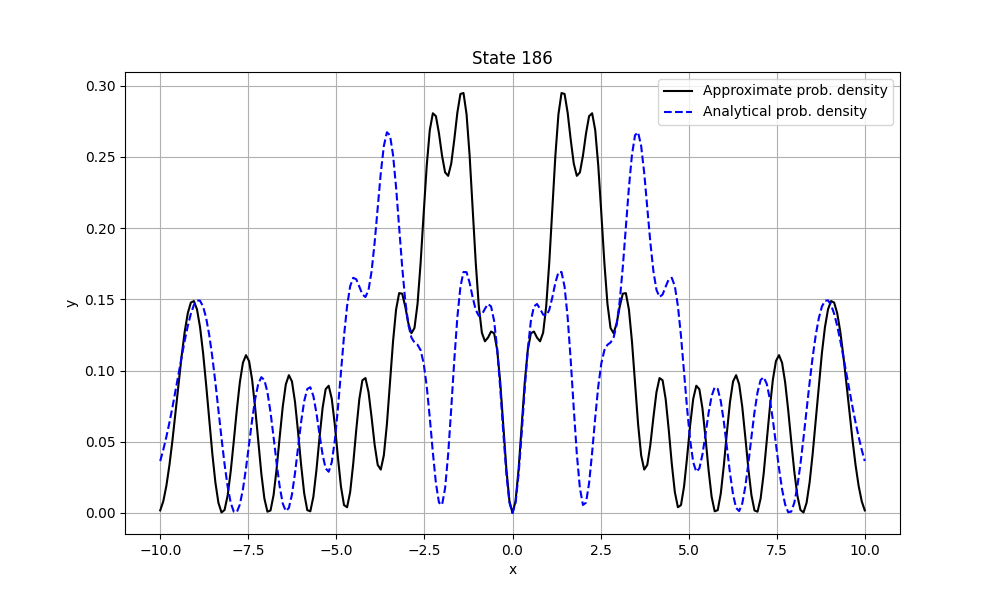 State 186
Approximate prob. density
Analytical prob. density
0.30
0.25
0.20
0.15
0.10
0.05
0.00
y
−10.0 −7.5 −5.0 −2.5 0.0 2.5 5.0 7.5 10.0
x